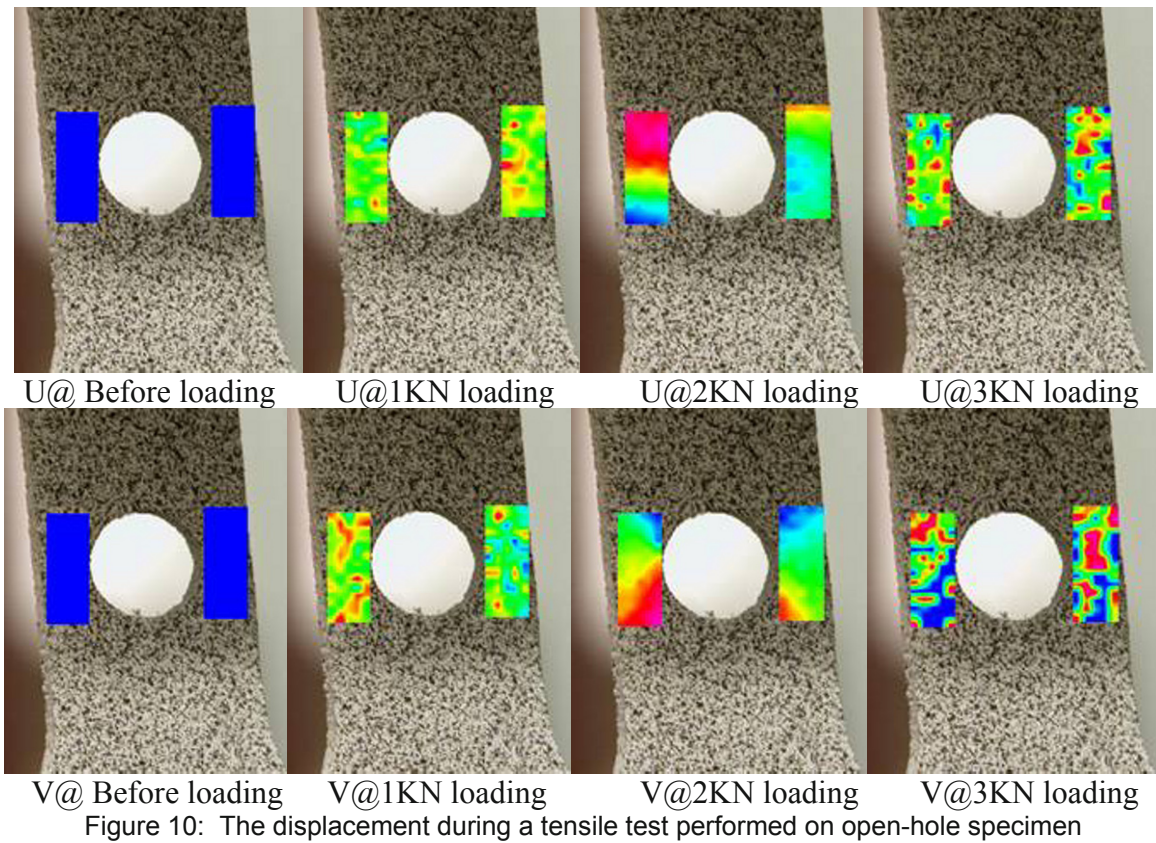 U@ Before loading U@1KN loading U@2KN loading U@3KN loading
V@ Before loading V@1KN loading V@2KN loading V@3KN loading
Figure 10: The displacement during a tensile test performed on open-hole specimen